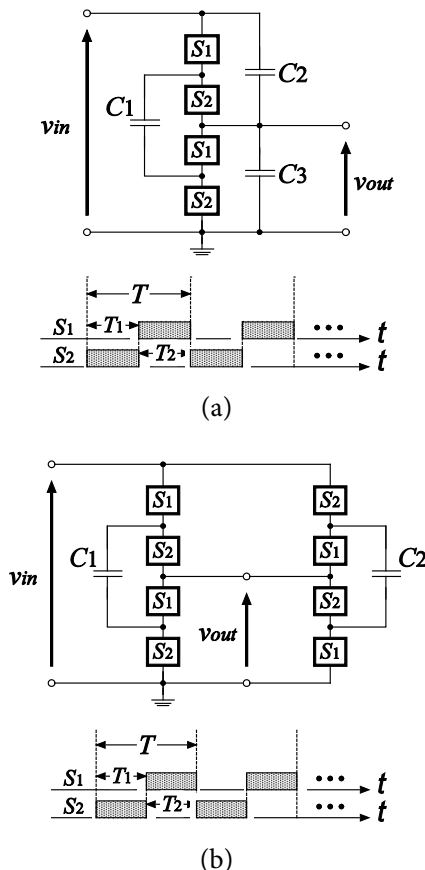 S1
C2
C1
S2
vin
S1
C3
vout
S2
T
S1 T1 ••• t
S2 T2 ••• t
(a)
S1 S2
C1 S2 S1 C2
vin
S1 S2
vout
S2 S1
T
S1 T1 ••• t
S2 T2 ••• t
(b)